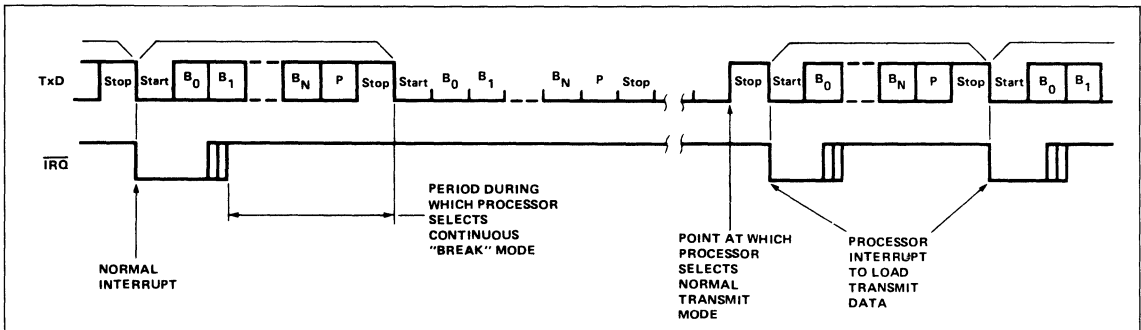 TxD Stop Start B0 B1 BN P Stop Start B0 B1 BN P Stop Stop Start B0 BN P Stop Start B0 B1
IRQ
NORMAL
INTERRUPT
PERIOD DURING
WHICH PROCESSOR
SELECTS
CONTINUOUS
"BREAK" MODE
POINT AT WHICH
PROCESSOR
SELECTS
NORMAL
TRANSMIT
MODE
PROCESSOR
INTERRUPT
TO LOAD
TRANSMIT
DATA